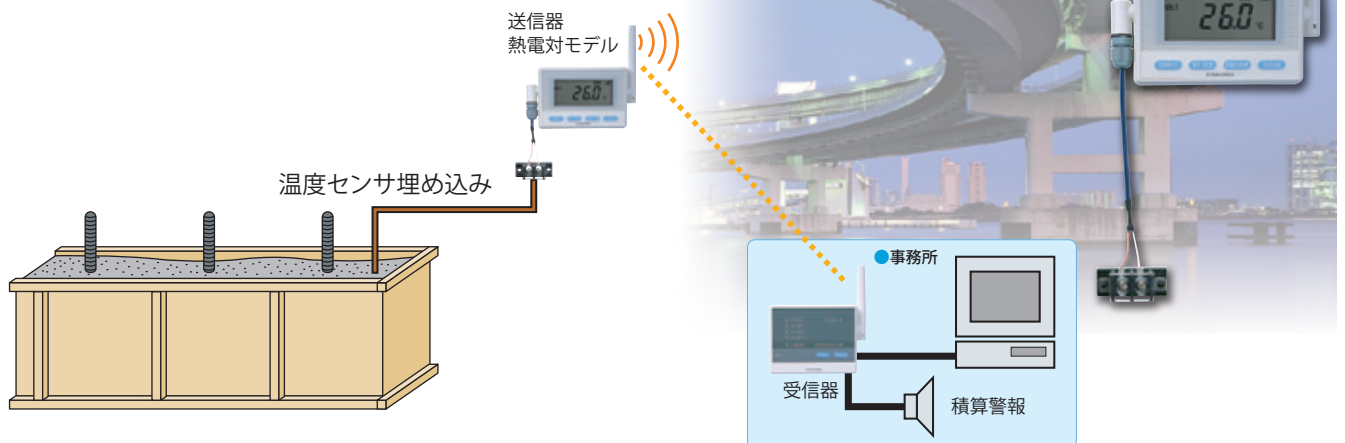 送信器
熱電対モデル
26.0
℃
26.0
℃
温度センサ埋め込み
●事務所
受信器
積算警報